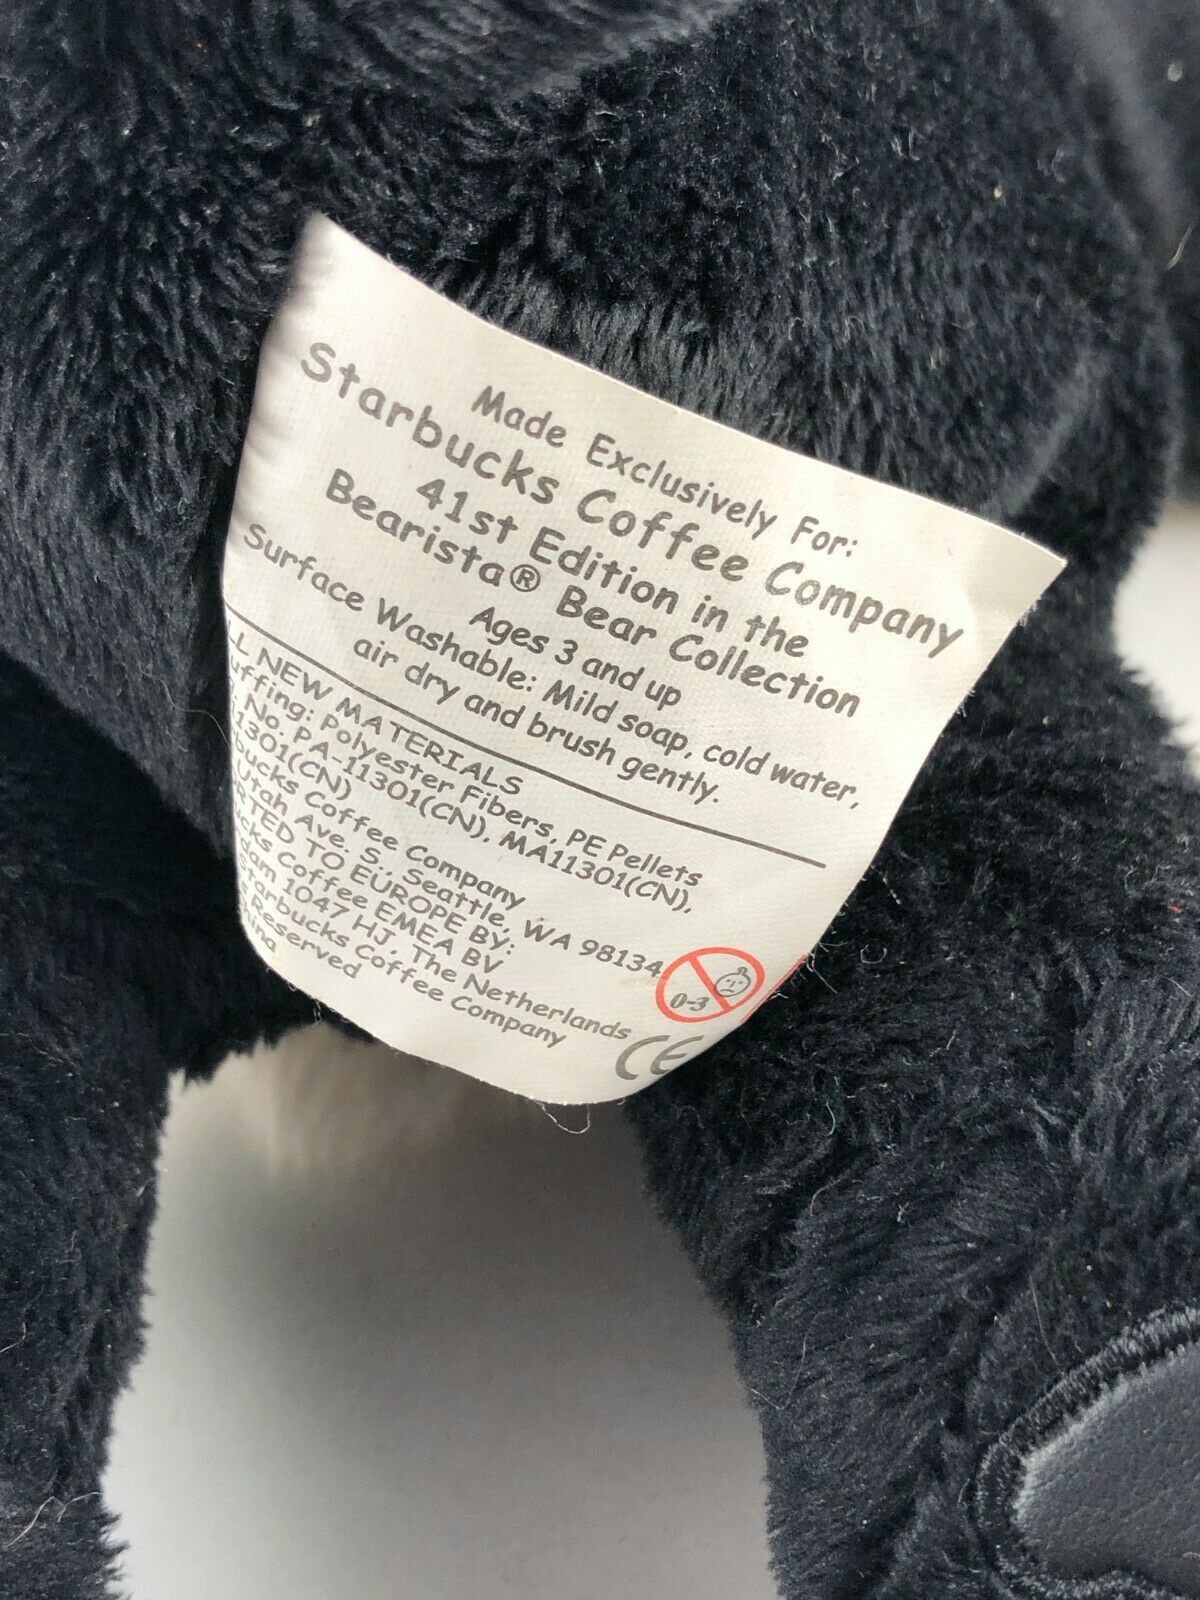 Made Exclusively For:
Starbucks Coffee Company
41st Edition in the
Bearista® Bear Collection
Ages 3 and up
Surface Washable: Mild soap, cold water,
air dry and brush gently.
LL NEW MATERIALS
uffing: Polyester Fibers, PE Pellets
No. PA-11301(CN), MA11301(CN),
1301(CN)
rbucks Coffee Company
Utah Ave. S., Seattle, WA 98134
RTED TO EUROPE BY:
ucks Coffee EMEA BV
dam 1047 HJ, The Netherlands
Starbucks Coffee Company
Reserved
hina
0-3
CE